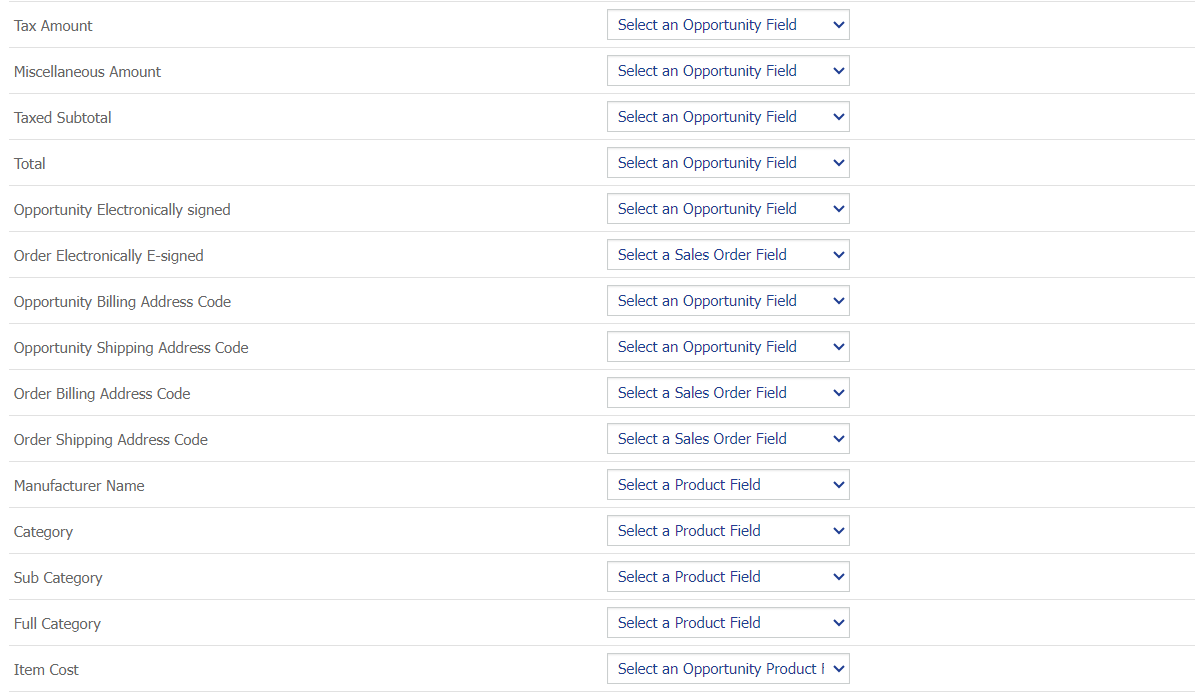 Tax Amount Select an Opportunity Field
Miscellaneous Amount Select an Opportunity Field
Taxed Subtotal Select an Opportunity Field
Total Select an Opportunity Field
Opportunity Electronically signed Select an Opportunity Field
Order Electronically E-signed Select a Sales Order Field
Opportunity Billing Address Code Select an Opportunity Field
Opportunity Shipping Address Code Select an Opportunity Field
Order Billing Address Code Select a Sales Order Field
Order Shipping Address Code Select a Sales Order Field
Manufacturer Name Select a Product Field
Category Select a Product Field
Sub Category Select a Product Field
Full Category Select a Product Field
Item Cost Select an Opportunity Product